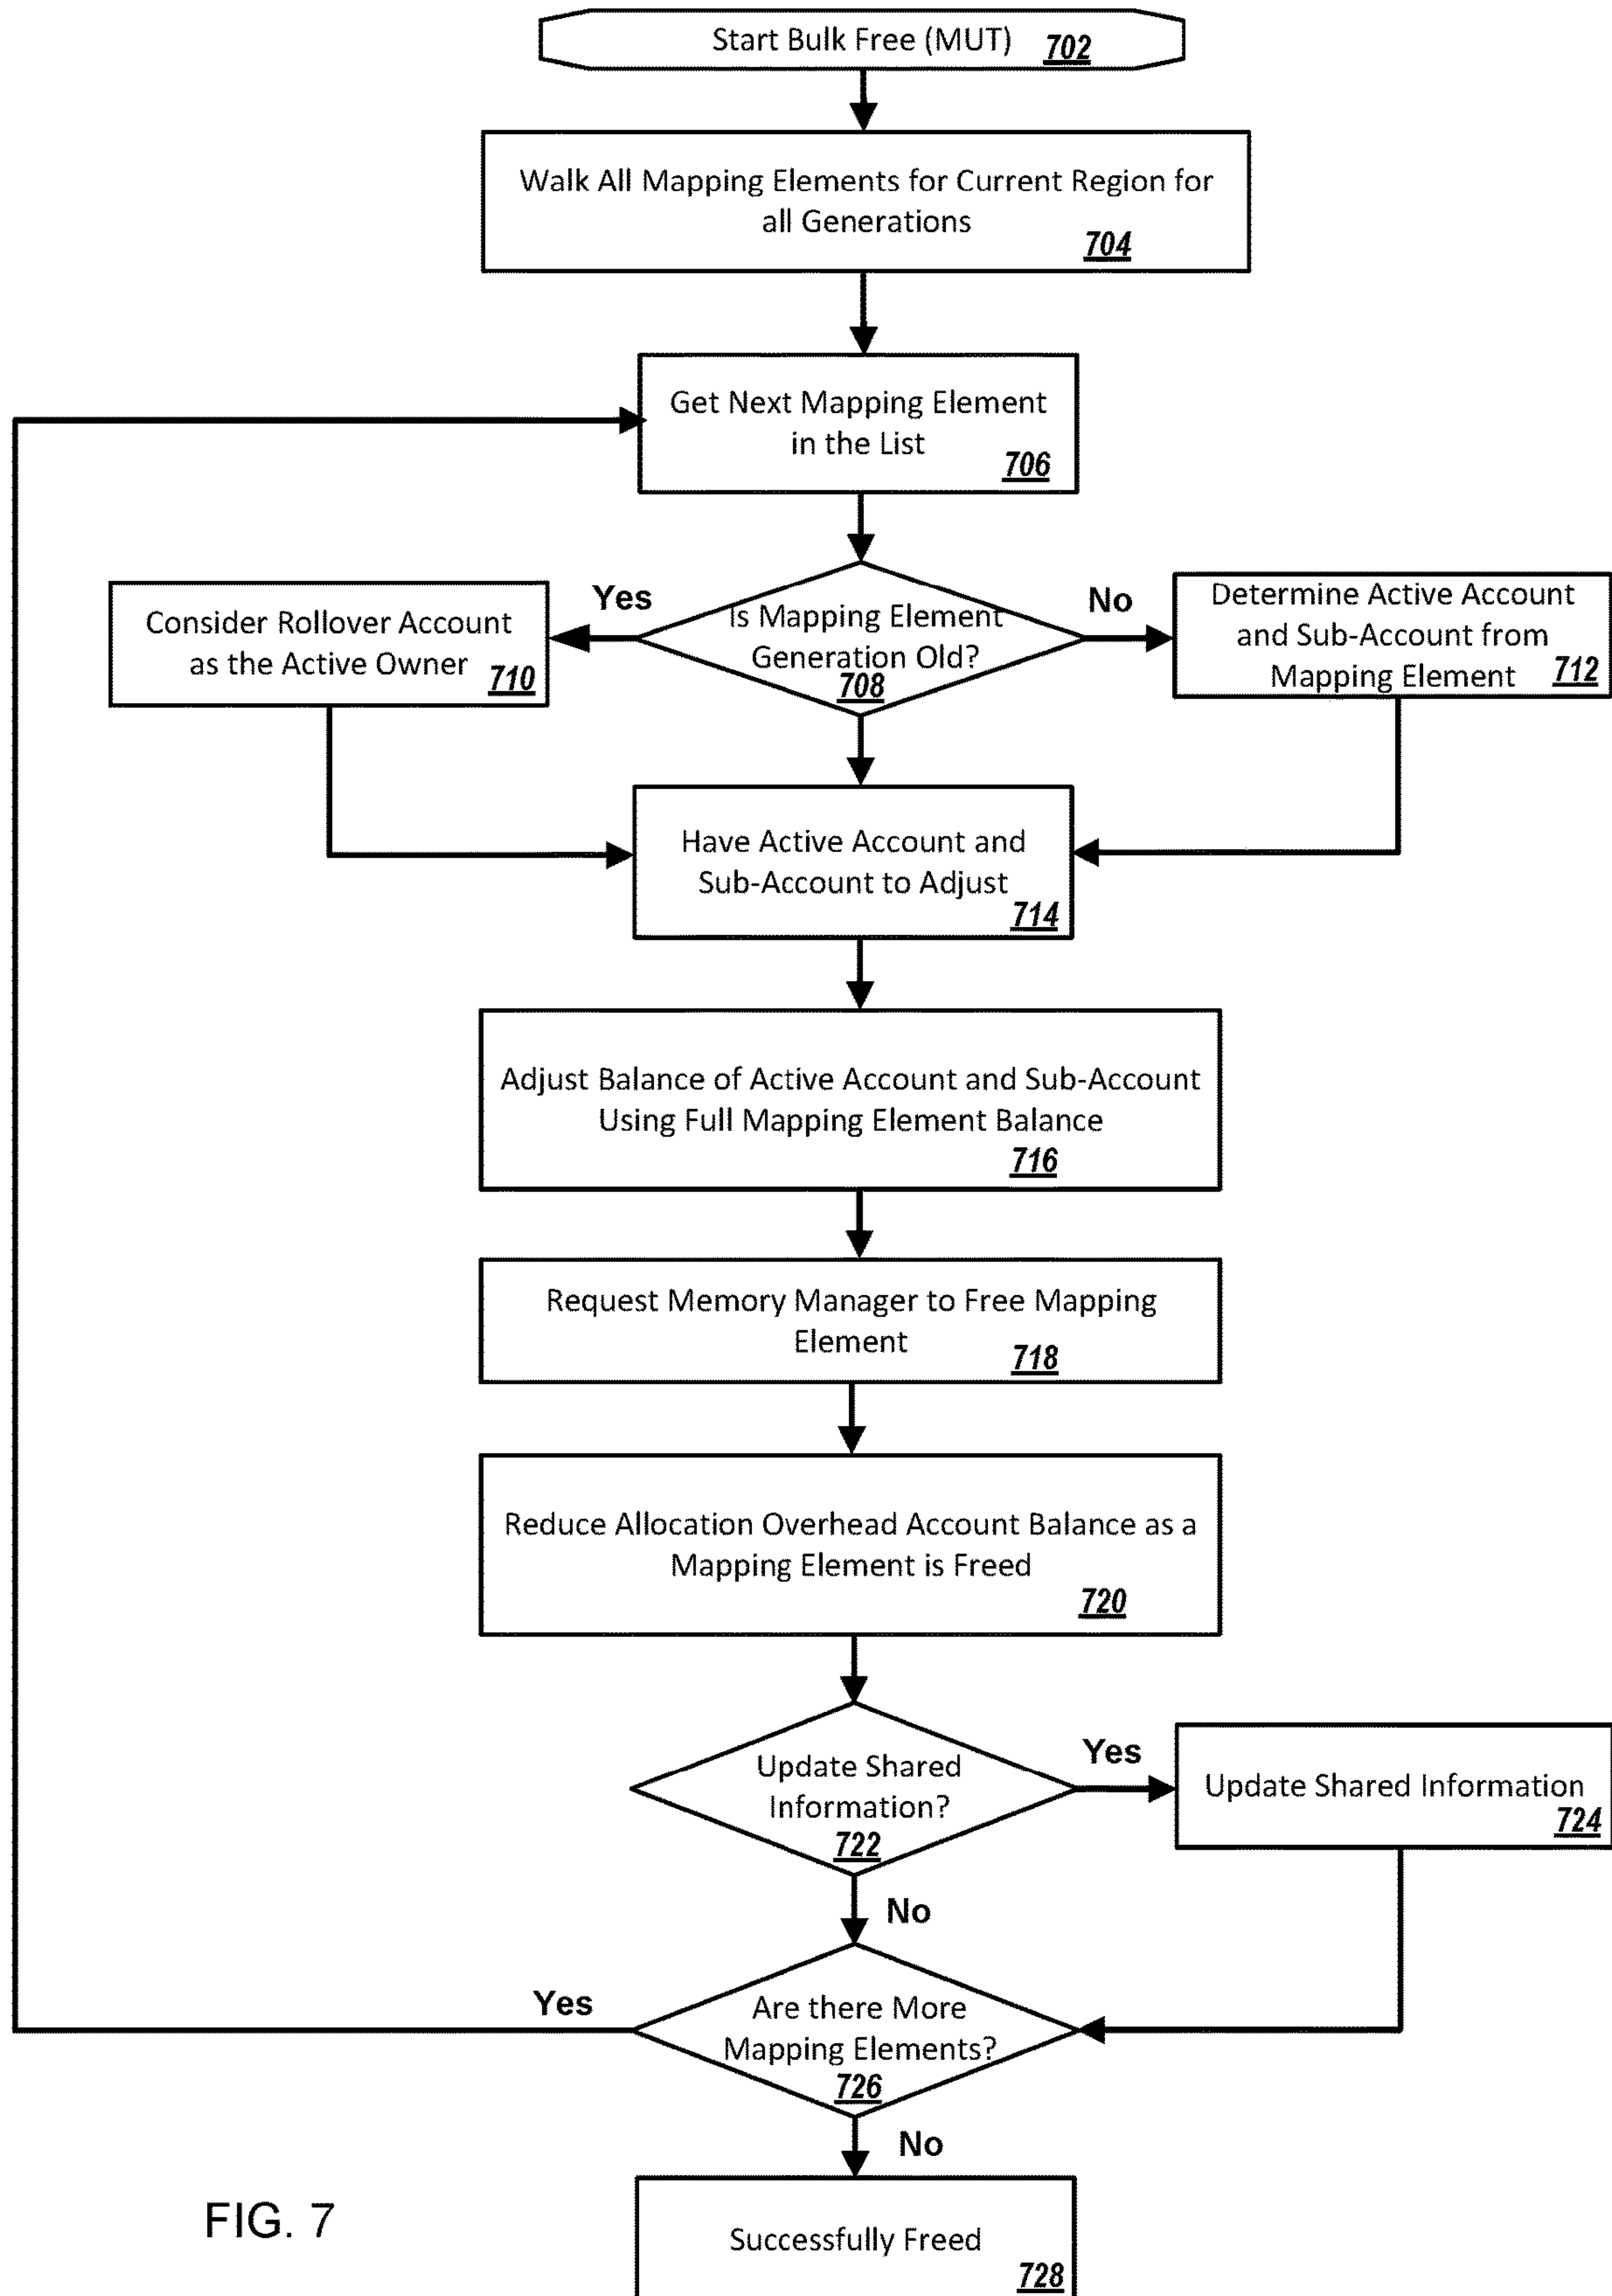 Start Bulk Free (MUT) 702
Walk All Mapping Elements for Current Region for
all Generations
704
Get Next Mapping Element
in the List
706
Yes
Is Mapping Element
Generation Old?
708
No
Consider Rollover Account
as the Active Owner
710
Determine Active Account
and Sub-Account from
Mapping Element 712
Have Active Account and
Sub-Account to Adjust
714
Adjust Balance of Active Account and Sub-Account
Using Full Mapping Element Balance
716
Request Memory Manager to Free Mapping
Element
718
Reduce Allocation Overhead Account Balance as a
Mapping Element is Freed
720
Update Shared
Information?
722
Yes
Update Shared Information
724
No
Yes
Are there More
Mapping Elements?
726
No
Successfully Freed
728
FIG. 7